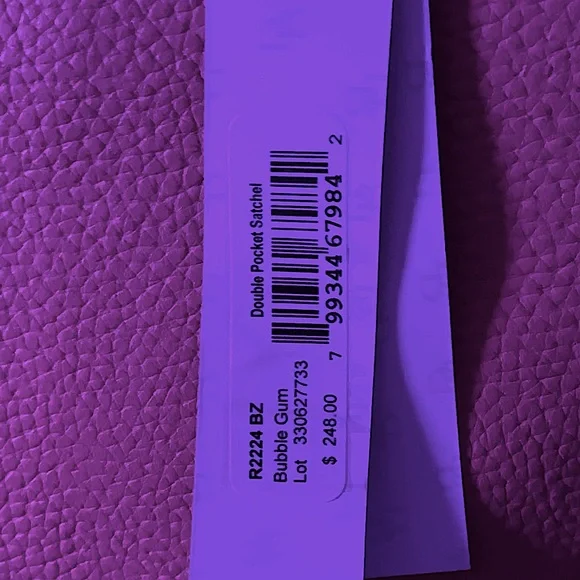 R2224 BZ
Bubble Gum
Lot 330627733
$ 248.00
Double Pocket Satchel
7 99344 67984 2